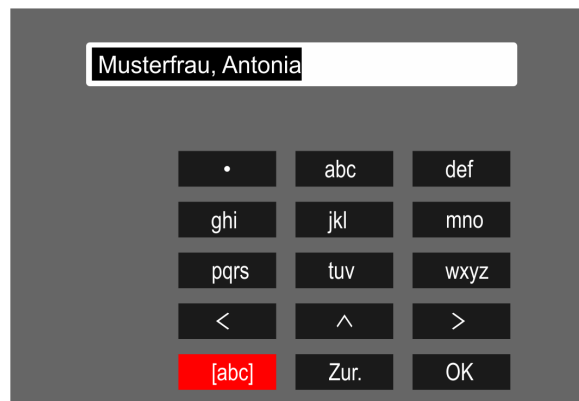 Musterfrau, Antonia
• abc def
ghi jkl mno
pqrs tuv wxyz
< ^ >
[abc] Zur. OK